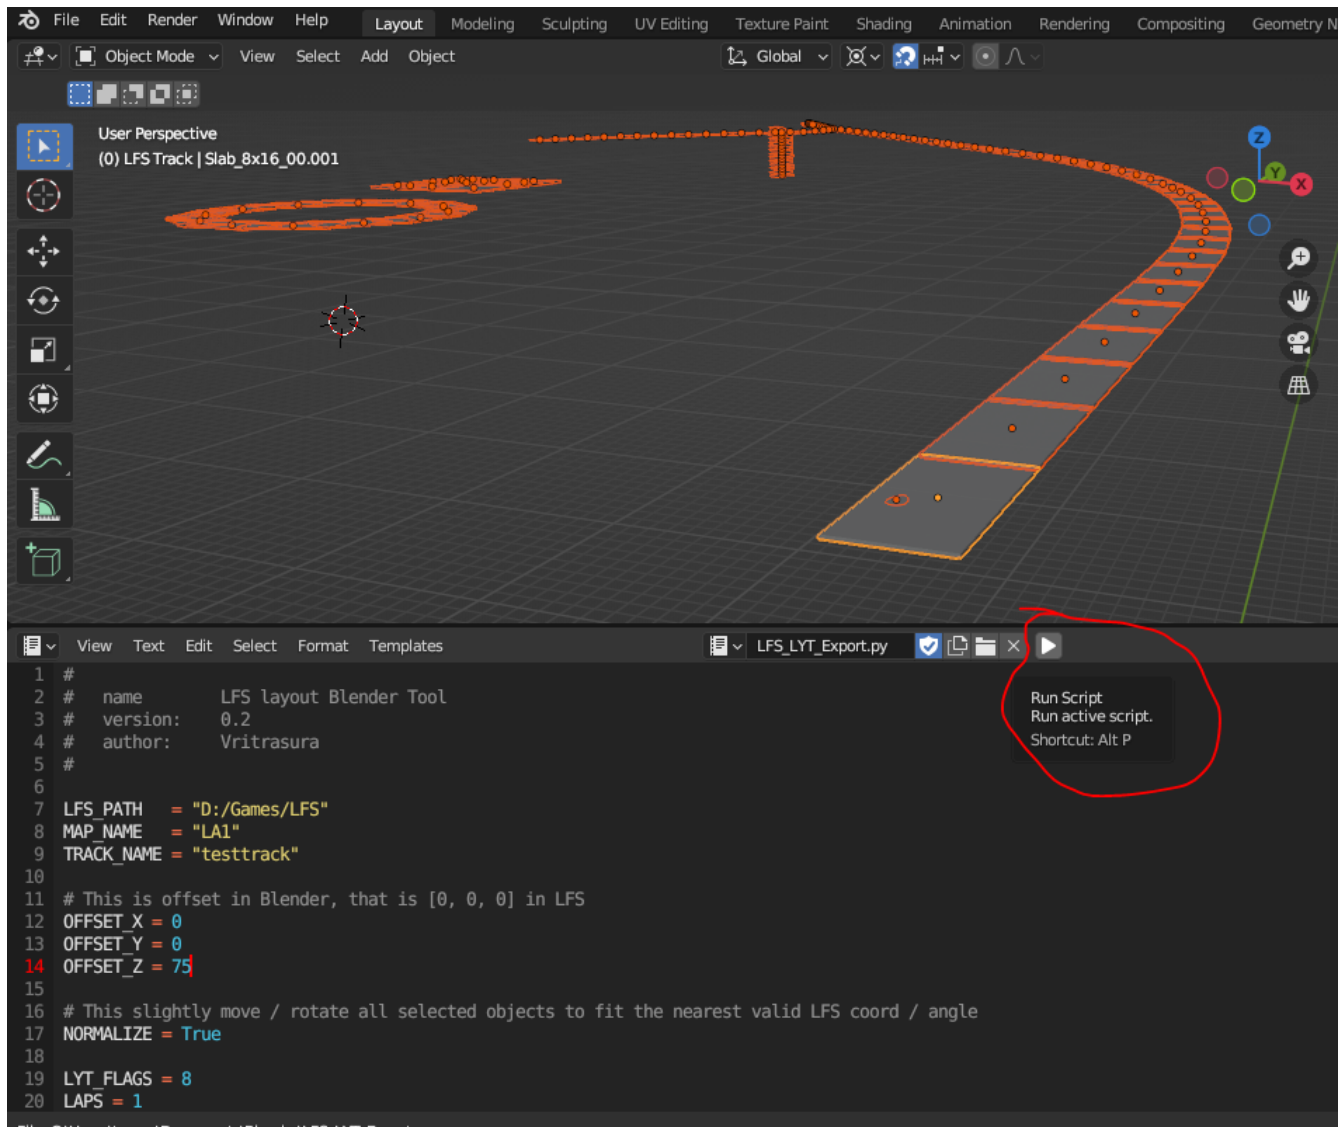 File Edit Render Window Help Layout Modeling Sculpting UV Editing Texture Paint Shading Animation Rendering Compositing Geometry N
Object Mode View Select Add Object Global
User Perspective
(0) LFS Track | Slab_8x16_00.001
Z
Y
X
View Text Edit Select Format Templates LFS_LYT_Export.py
Run Script
Run active script.
Shortcut: Alt P
1 #
2 # name LFS layout Blender Tool
3 # version: 0.2
4 # author: Vritrasura
5 #
6
7 LFS_PATH = "D:/Games/LFS"
8 MAP_NAME = "LA1"
9 TRACK_NAME = "testtrack"
10
11 # This is offset in Blender, that is [0, 0, 0] in LFS
12 OFFSET_X = 0
13 OFFSET_Y = 0
14 OFFSET_Z = 75
15
16 # This slightly move / rotate all selected objects to fit the nearest valid LFS coord / angle
17 NORMALIZE = True
18
19 LYT_FLAGS = 8
20 LAPS = 1